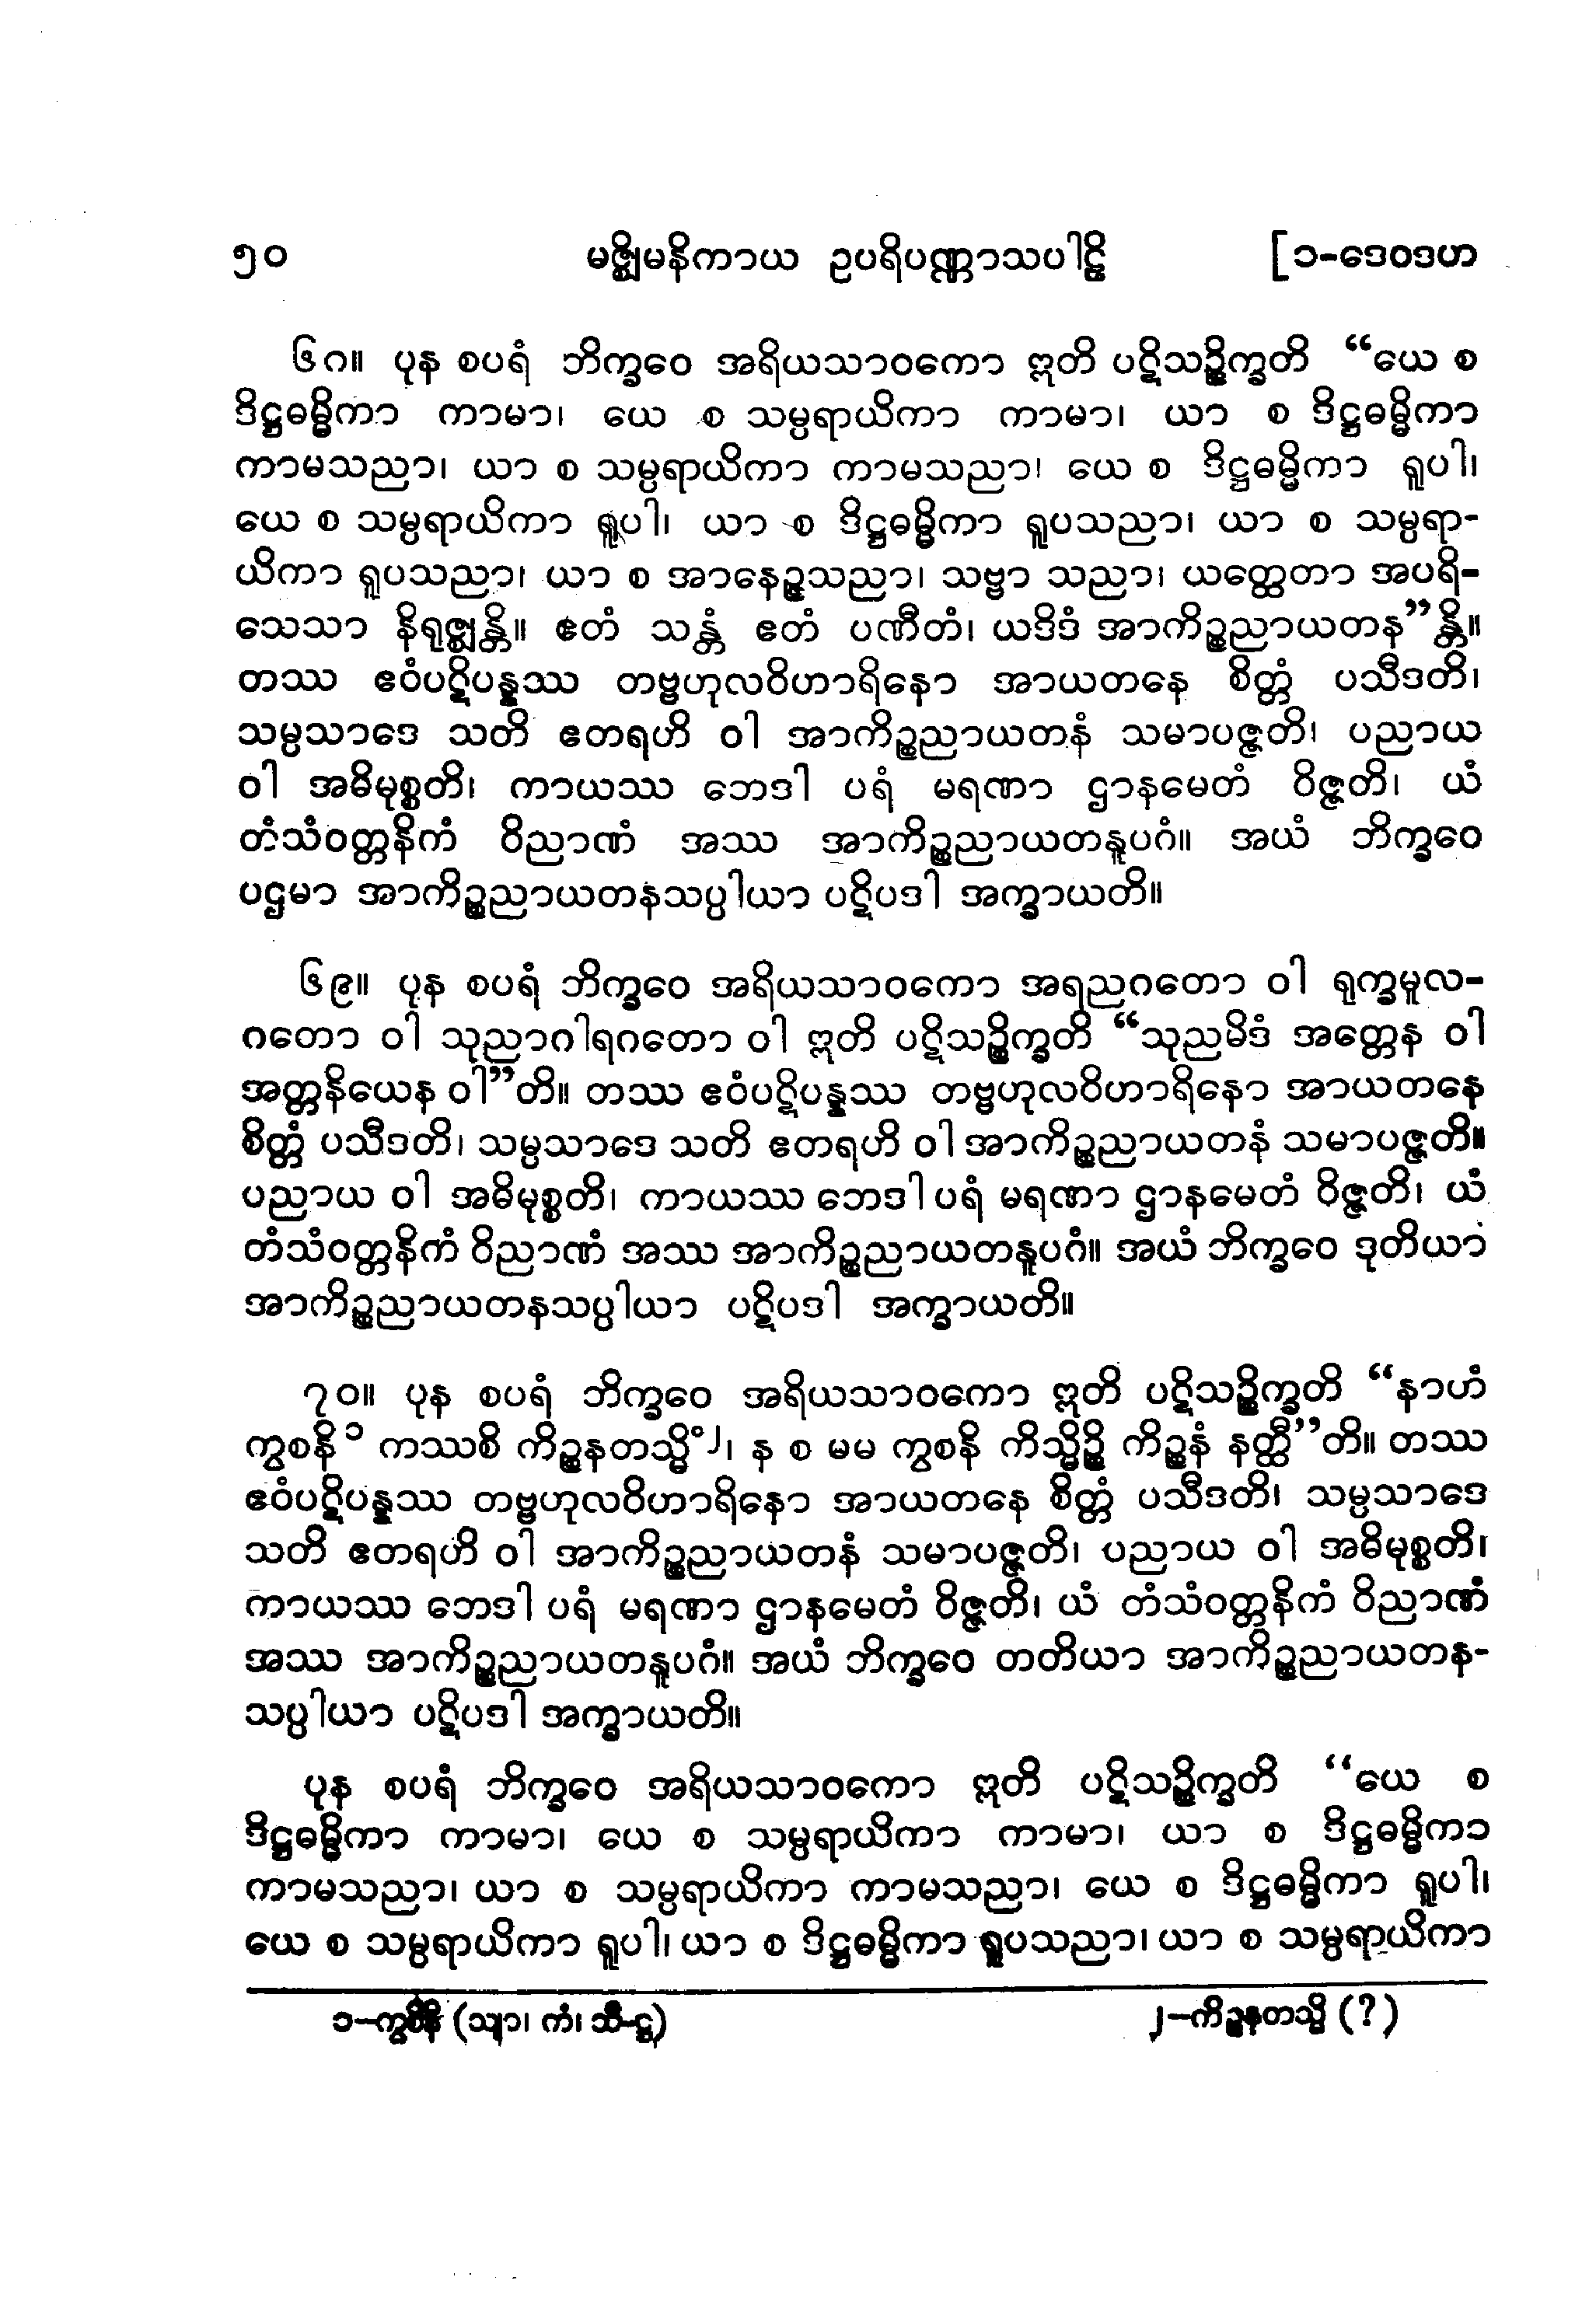 ၅၀ မဇ္ဈိမနိကာယ ဥပရိပဏ္ဏာသပါဠိ [၁-ဒေဝဒဟ
၆၈။ ပုန စပရံ ဘိက္ခဝေ အရိယသာဝကော ဣတိ ပဋိသဉ္စိက္ခတိ “ယေ စ
ဒိဋ္ဌဓမ္မိကာ ကာမာ၊ ယေ စ သမ္ပရာယိကာ ကာမာ၊ ယာ စ ဒိဋ္ဌဓမ္မိကာ
ကာမသညာ၊ ယာ စ သမ္ပရာယိကာ ကာမသညာ၊ ယေ စ ဒိဋ္ဌဓမ္မိကာ ရူပါ၊
ယေ စ သမ္ပရာယိကာ ရူပါ၊ ယာ စ ဒိဋ္ဌဓမ္မိကာ ရူပသညာ၊ ယာ စ သမ္ပရာ-
ယိကာ ရူပသညာ၊ ယာ စ အာနေဉ္ဇသညာ၊ သဗ္ဗာ သညာ၊ ယတ္ထေတာ အပရိ-
သေသာ နိရုဇ္ဈန္တိ။ ဧတံ သန္တံ ဧတံ ပဏီတံ၊ ယဒိဒံ အာကိဉ္စညာယတန”န္တိ။
တဿ ဧဝံပဋိပန္နဿ တဗ္ဗဟုလဝိဟာရိနော အာယတနေ စိတ္တံ ပသီဒတိ၊
သမ္ပသာဒေ သတိ ဧတရဟိ ဝါ အာကိဉ္စညာယတနံ သမာပဇ္ဇတိ၊ ပညာယ
ဝါ အဓိမုစ္စတိ၊ ကာယဿ ဘေဒါ ပရံ မရဏာ ဌာနမေတံ ဝိဇ္ဇတိ၊ ယံ
တံသံဝတ္တနိကံ ဝိညာဏံ အဿ အာကိဉ္စညာယတနူပဂံ။ အယံ ဘိက္ခဝေ
ပဌမာ အာကိဉ္စညာယတနသပ္ပါယာ ပဋိပဒါ အက္ခာယတိ။
၆၉။ ပုန စပရံ ဘိက္ခဝေ အရိယသာဝကော အရညဂတော ဝါ ရုက္ခမူလ-
ဂတော ဝါ သုညာဂါရဂတော ဝါ ဣတိ ပဋိသဉ္စိက္ခတိ “သုညမိဒံ အတ္တေန ဝါ
အတ္တနိယေန ဝါ”တိ။ တဿ ဧဝံပဋိပန္နဿ တဗ္ဗဟုလဝိဟာရိနော အာယတနေ
စိတ္တံ ပသီဒတိ၊ သမ္ပသာဒေ သတိ ဧတရဟိ ဝါ အာကိဉ္စညာယတနံ သမာပဇ္ဇတိ။
ပညာယ ဝါ အဓိမုစ္စတိ၊ ကာယဿ ဘေဒါ ပရံ မရဏာ ဌာနမေတံ ဝိဇ္ဇတိ၊ ယံ
တံသံဝတ္တနိကံ ဝိညာဏံ အဿ အာကိဉ္စညာယတနူပဂံ။ အယံ ဘိက္ခဝေ ဒုတိယာ
အာကိဉ္စညာယတနသပ္ပါယာ ပဋိပဒါ အက္ခာယတိ။
၇၀။ ပုန စပရံ ဘိက္ခဝေ အရိယသာဝကော ဣတိ ပဋိသဉ္စိက္ခတိ “နာဟံ
ကွစနိ ၁ ကဿစိ ကိဉ္စနတသ္မိံ ၂၊ န စ မမ ကွစနိ ကိသ္မိဉ္စိ ကိဉ္စနံ နတ္ထီ”တိ။ တဿ
ဧဝံပဋိပန္နဿ တဗ္ဗဟုလဝိဟာရိနော အာယတနေ စိတ္တံ ပသီဒတိ၊ သမ္ပသာဒေ
သတိ ဧတရဟိ ဝါ အာကိဉ္စညာယတနံ သမာပဇ္ဇတိ၊ ပညာယ ဝါ အဓိမုစ္စတိ၊
ကာယဿ ဘေဒါ ပရံ မရဏာ ဌာနမေတံ ဝိဇ္ဇတိ၊ ယံ တံသံဝတ္တနိကံ ဝိညာဏံ
အဿ အာကိဉ္စညာယတနူပဂံ။ အယံ ဘိက္ခဝေ တတိယာ အာကိဉ္စညာယတန-
သပ္ပါယာ ပဋိပဒါ အက္ခာယတိ။
ပုန စပရံ ဘိက္ခဝေ အရိယသာဝကော ဣတိ ပဋိသဉ္စိက္ခတိ “ယေ စ
ဒိဋ္ဌဓမ္မိကာ ကာမာ၊ ယေ စ သမ္ပရာယိကာ ကာမာ၊ ယာ စ ဒိဋ္ဌဓမ္မိကာ
ကာမသညာ၊ ယာ စ သမ္ပရာယိကာ ကာမသညာ၊ ယေ စ ဒိဋ္ဌဓမ္မိကာ ရူပါ၊
ယေ စ သမ္ပရာယိကာ ရူပါ၊ ယာ စ ဒိဋ္ဌဓမ္မိကာ ရူပသညာ၊ ယာ စ သမ္ပရာယိကာ
၁-ကွစိနိ (သျာ၊ ကံ၊ သီ-ဋ္ဌ) ၂-ကိဉ္စနတသ္မိ (?)